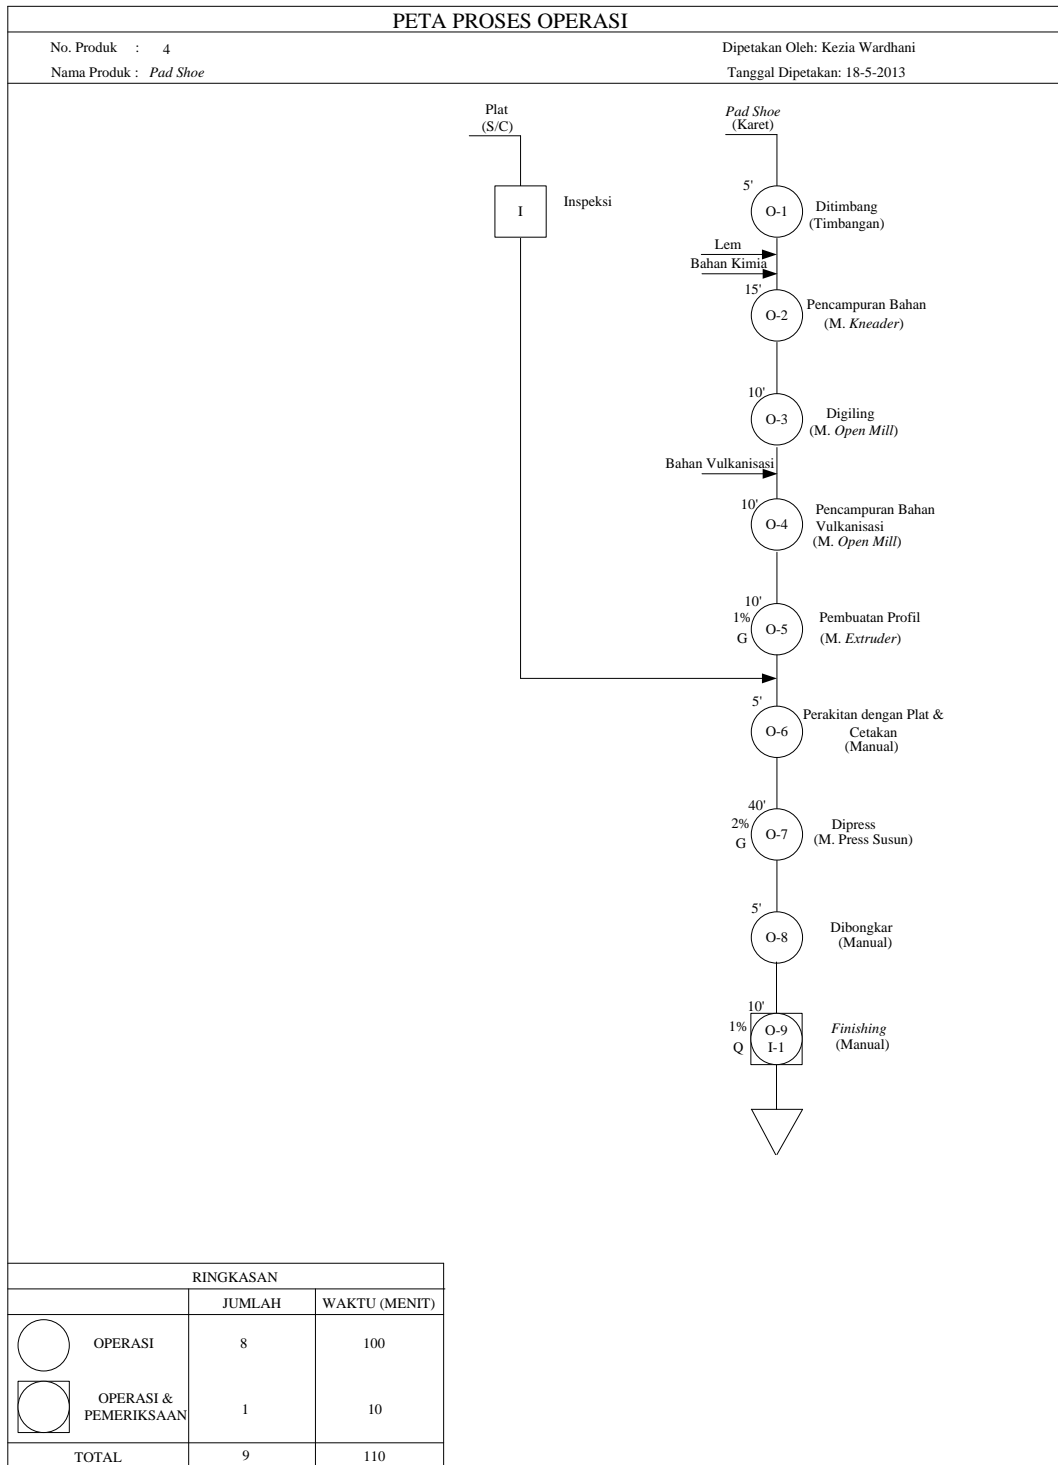 PETA PROSES OPERASI
No. Produk : 4
Dipetakan Oleh: Kezia Wardhani
Nama Produk : Pad Shoe
Tanggal Dipetakan: 18-5-2013
Plat
(S/C)
Pad Shoe
(Karet)
I
Inspeksi
5'
O-1
Ditimbang
(Timbangan)
Lem
Bahan Kimia
15'
O-2
Pencampuran Bahan
(M. Kneader)
10'
O-3
Digiling
(M. Open Mill)
Bahan Vulkanisasi
10'
O-4
Pencampuran Bahan
Vulkanisasi
(M. Open Mill)
10'
1%
G
O-5
Pembuatan Profil
(M. Extruder)
5'
O-6
Perakitan dengan Plat &
Cetakan
(Manual)
40'
2%
G
O-7
Dipress
(M. Press Susun)
5'
O-8
Dibongkar
(Manual)
10'
1%
Q
O-9
I-1
Finishing
(Manual)
RINGKASAN
JUMLAH WAKTU (MENIT)
OPERASI 8 100
OPERASI &
PEMERIKSAAN 1 10
TOTAL 9 110